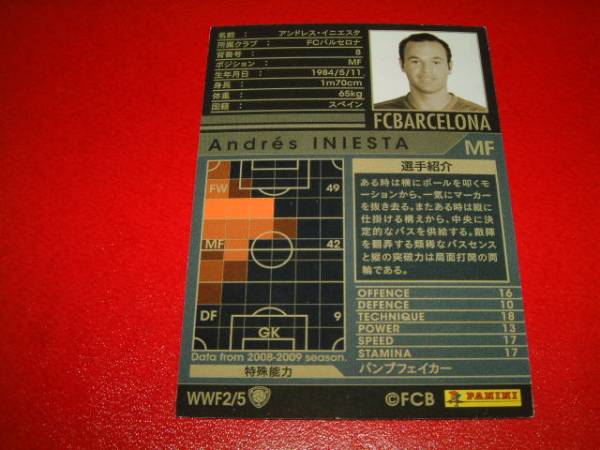 名前： アンドレス・イニエスタ
所属クラブ： FCバルセロナ
背番号： 8
ポジション： MF
生年月日： 1984/5/11
身長： 1m70cm
体重： 65kg
国籍： スペイン
FCBARCELONA
Andrés INIESTA MF
FW 49
MF 42
DF 9
GK
Data from 2008-2009 season.
特殊能力
選手紹介
ある時は横にボールを叩くモ
ーションから、一気にマーカー
を抜き去る。またある時は縦に
仕掛ける構えから、中央に決
定的なパスを供給する。敵陣
を翻弄する類稀なパスセンス
と縦の突破力は局面打開の両
輪である。
OFFENCE 16
DEFENCE 10
TECHNIQUE 18
POWER 13
SPEED 17
STAMINA 17
パンプフェイカー
WWF2/5
©FCB
PANINI